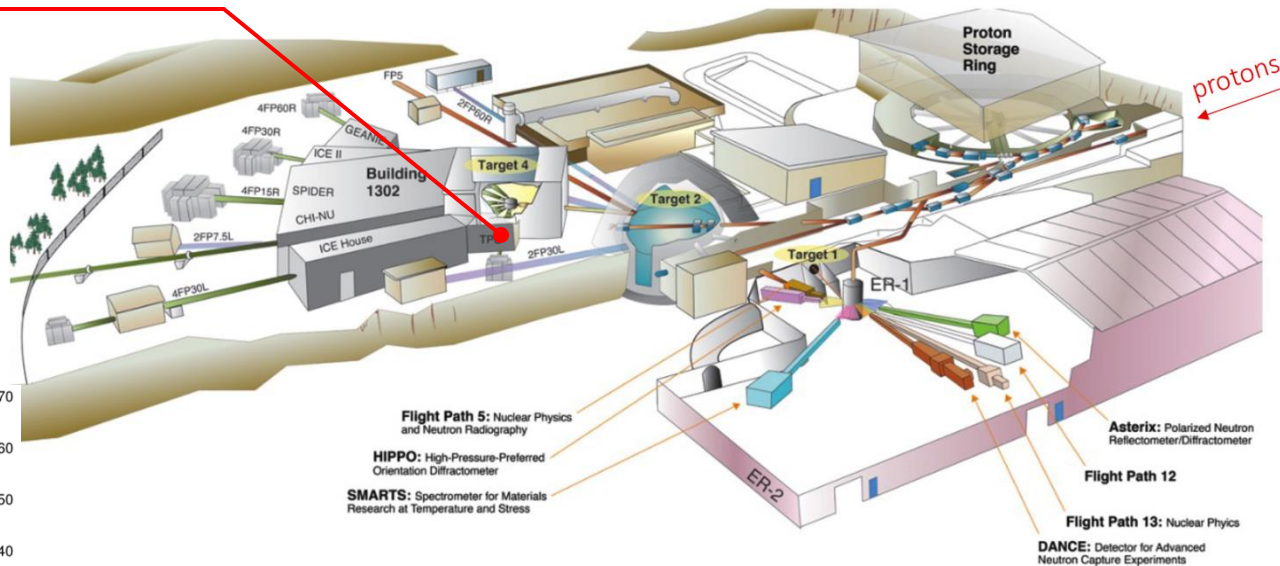 Proton
Storage
Ring
protons
FP5
2FP60R
4FP60R
GEANIE
4FP30R
ICE II
Building
1302
Target 4
4FP15R
SPIDER
CHI-NU
Target 2
2FP7.5L
ICE House
2FP30L
4FP30L
Target 1
ER-1
Flight Path 5: Nuclear Physics
and Neutron Radiography
HIPPO: High-Pressure-Preferred
Orientation Diffractometer
SMARTS: Spectrometer for Materials
Research at Temperature and Stress
ER-2
Asterix: Polarized Neutron
Reflectometer/Diffractometer
Flight Path 12
Flight Path 13: Nuclear Phyics
DANCE: Detector for Advanced
Neutron Capture Experiments
70
60
50
40